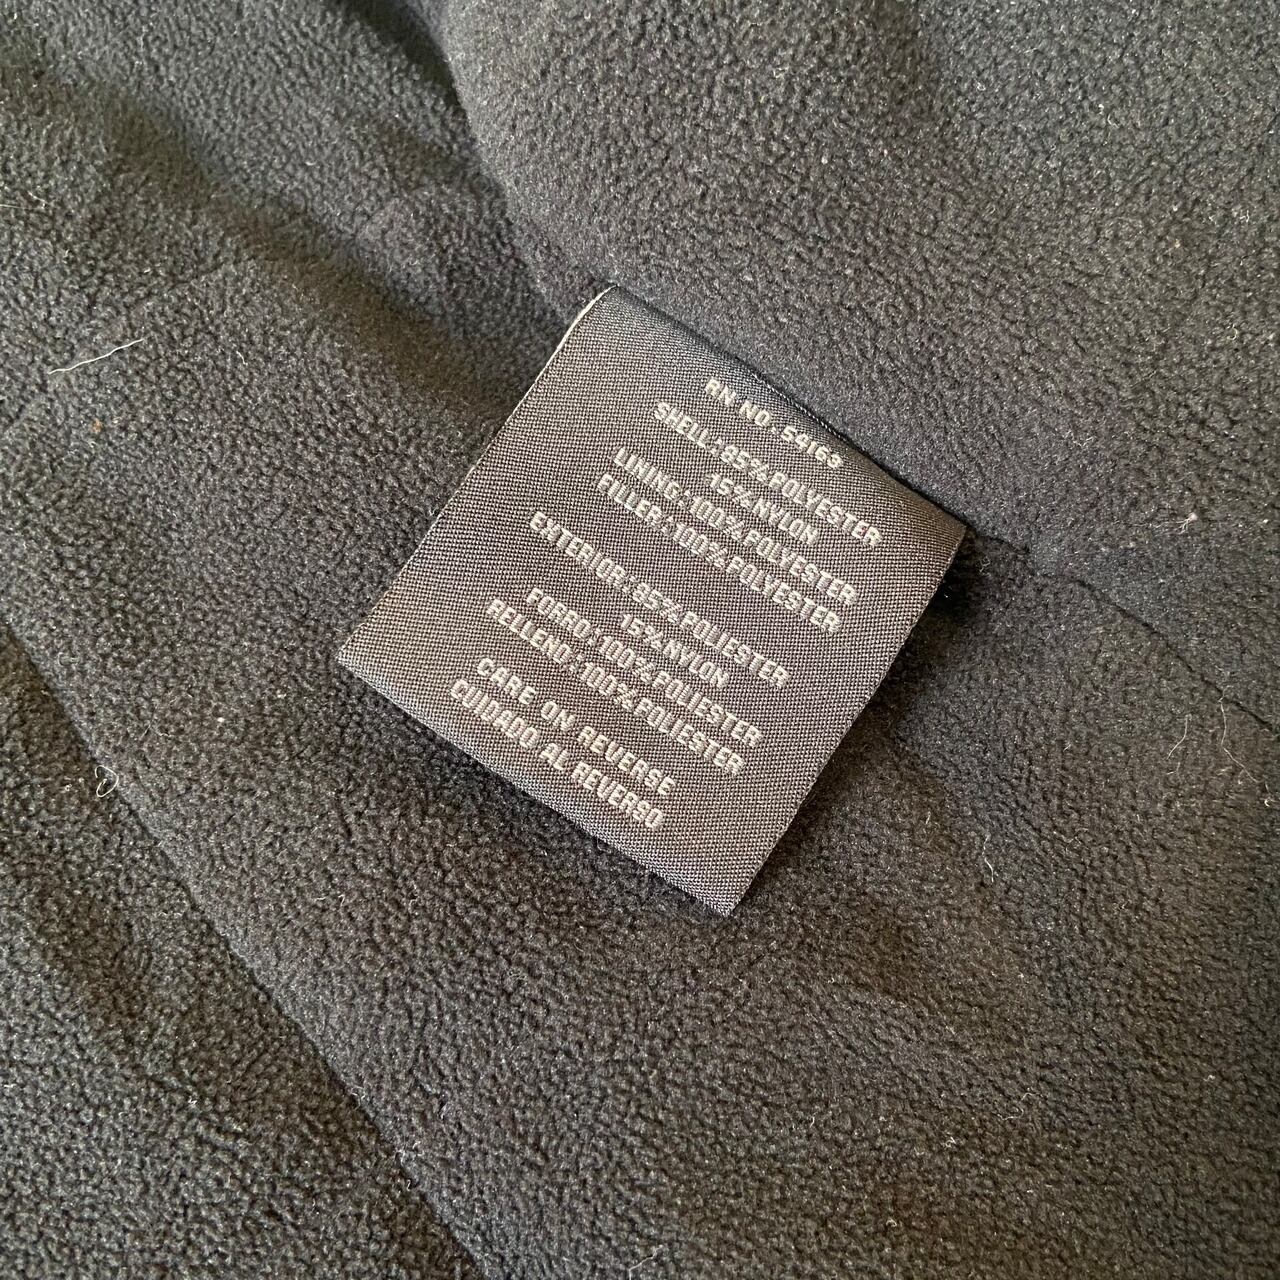 RN NO: 54163
SHELL:85%POLYESTER
15%NYLON
LINING:100%POLYESTER
FILLER:100%POLYESTER
EXTERIOR:85%POLIESTER
15%NYLON
FORRO:100%POLIESTER
RELLENO:100%POLIESTER
CARE ON REVERSE
CUIDADO AL REVERSO